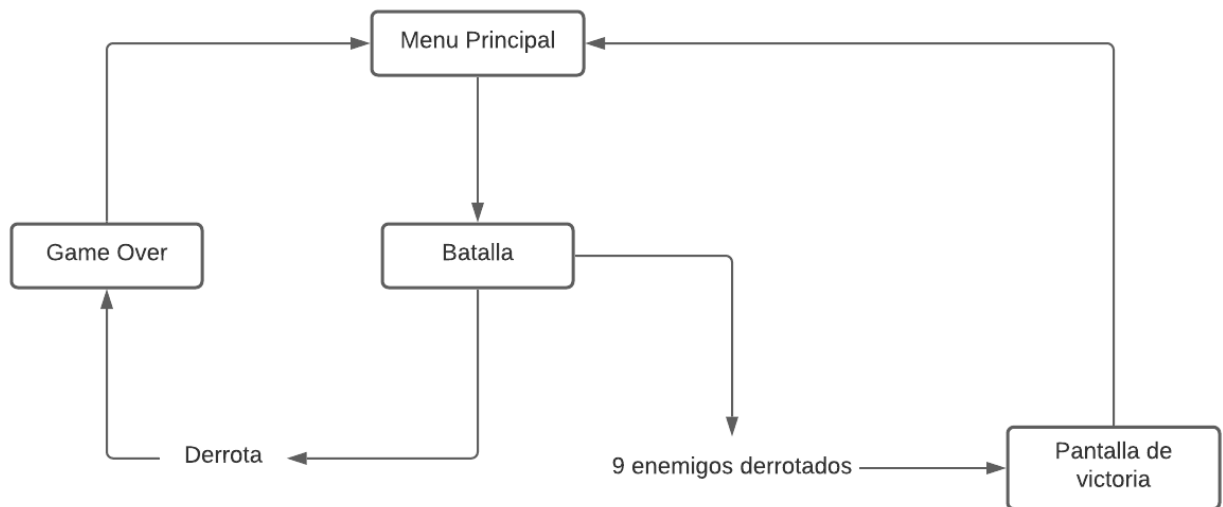 Menu Principal
Game Over
Batalla
Derrota
9 enemigos derrotados
Pantalla de
victoria